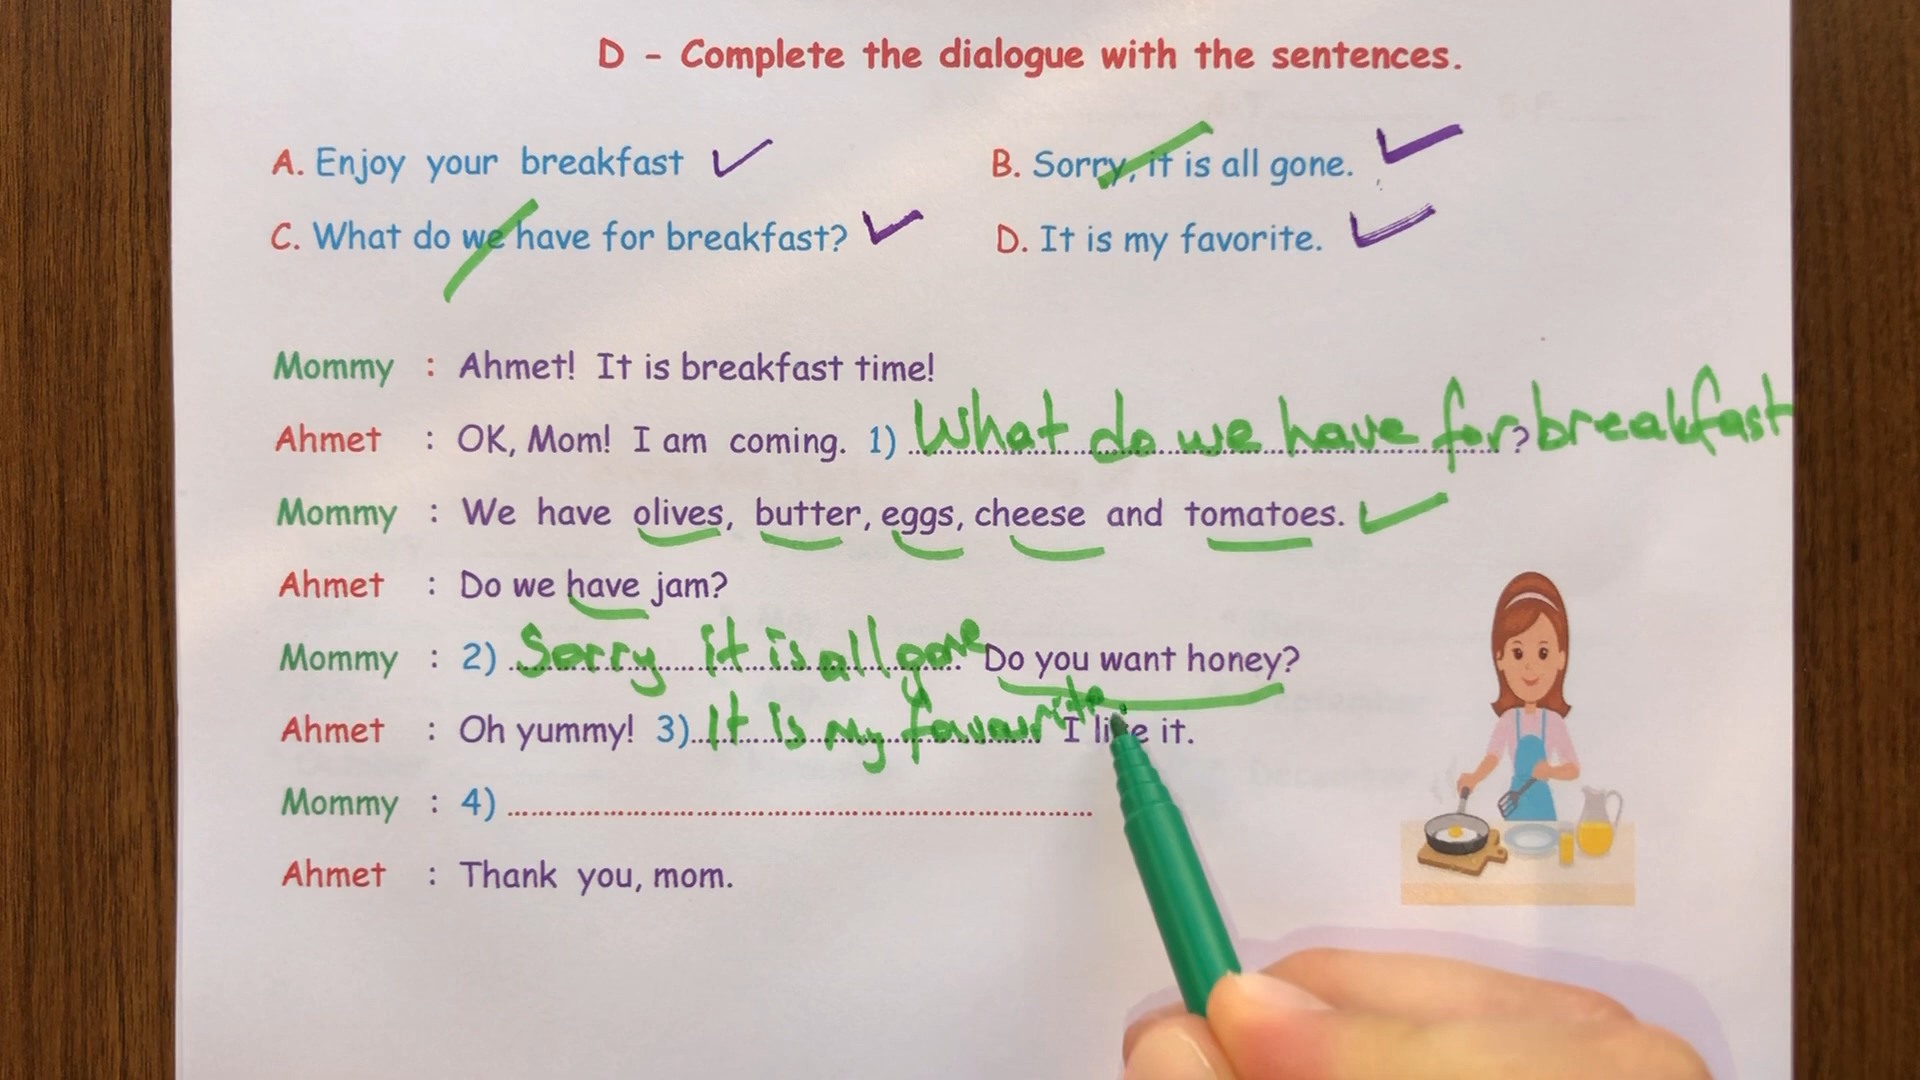 D - Complete the dialogue with the sentences.
A. Enjoy your breakfast
B. Sorry, it is all gone.
C. What do we have for breakfast?
D. It is my favorite.
Mommy : Ahmet! It is breakfast time!
Ahmet : OK, Mom! I am coming. 1) What do we have for? breakfast
Mommy : We have olives, butter, eggs, cheese and tomatoes.
Ahmet : Do we have jam?
Mommy : 2) Sorry it is all gone. Do you want honey?
Ahmet : Oh yummy! 3) It is my favourite I like it.
Mommy : 4)
Ahmet : Thank you, mom.